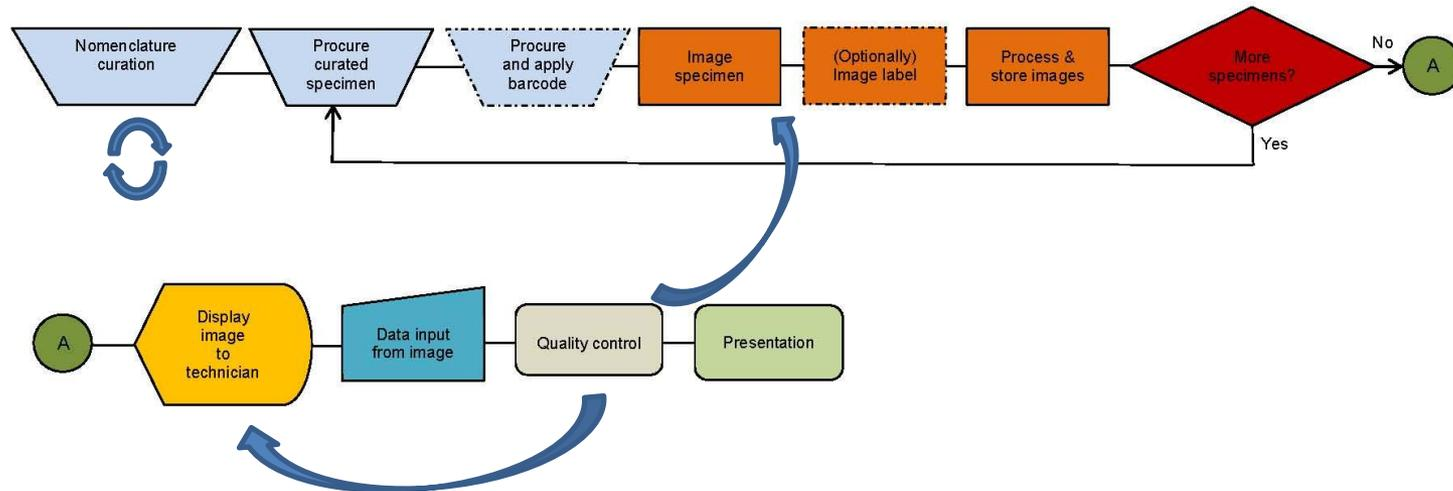 Nomenclature
curation
Procure
curated
specimen
Procure
and apply
barcode
Image
specimen
(Optionally)
Image label
Process &
store images
More
specimens?
No
A
Yes
A
Display
image
to
technician
Data input
from image
Quality control
Presentation